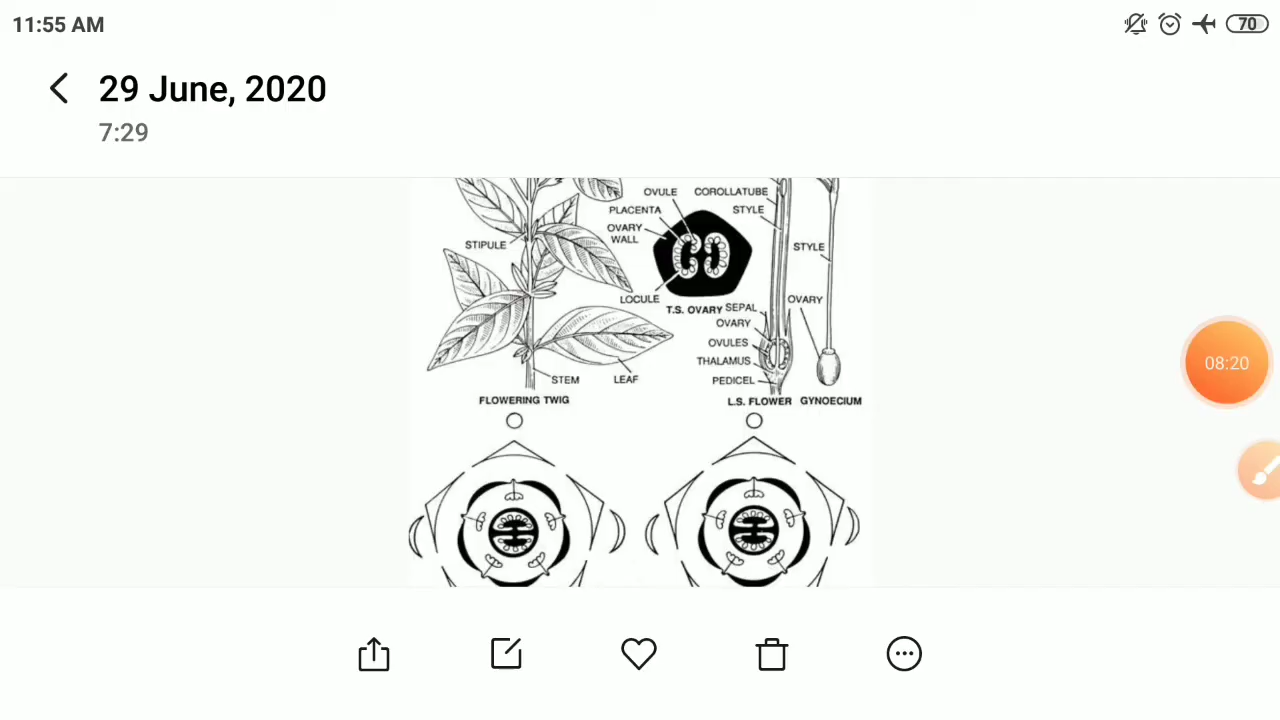 11:55 AM
70
29 June, 2020
7:29
OVULE
COROLLATUBE
PLACENTA
STYLE
OVARY
WALL
STIPULE
STYLE
LOCULE
T.S. OVARY
SEPAL
OVARY
OVARY
OVULES
THALAMUS
PEDICEL
STEM
LEAF
FLOWERING TWIG
L.S. FLOWER
GYNOECIUM
08:20